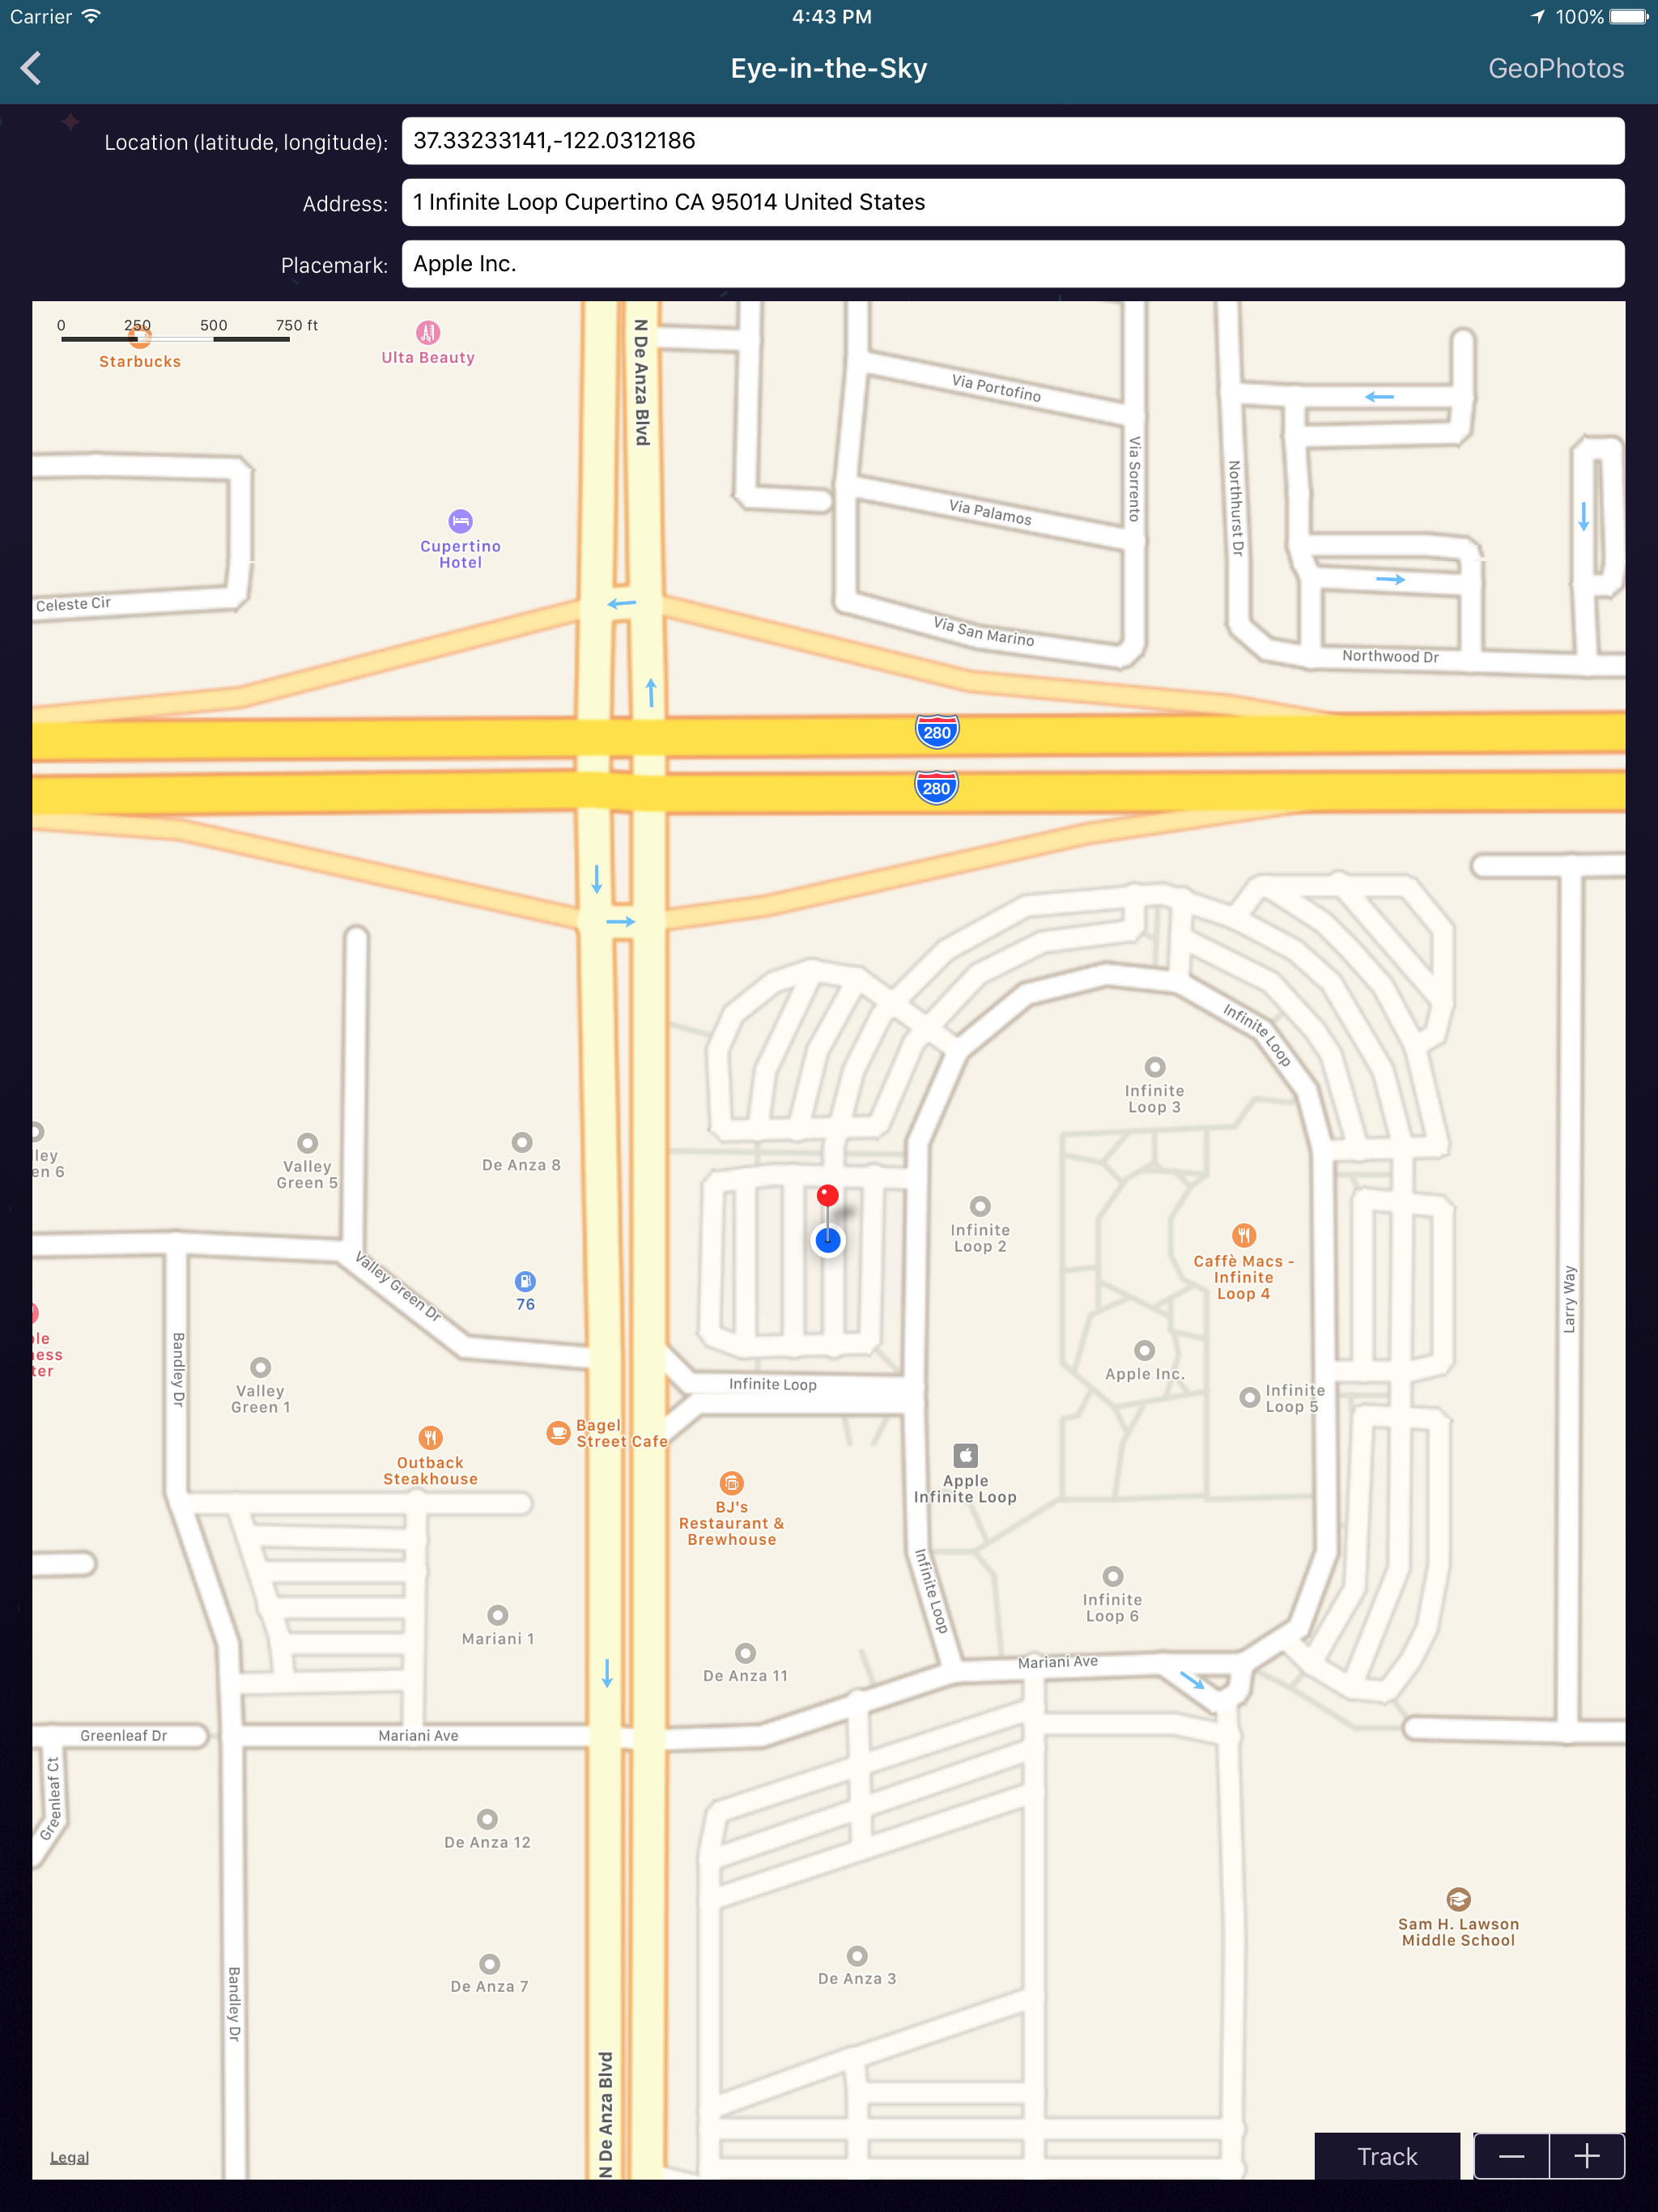 Carrier 4:43 PM 100%
Eye-in-the-Sky
GeoPhotos
Location (latitude, longitude): 37.33233141,-122.0312186
Address: 1 Infinite Loop Cupertino CA 95014 United States
Placemark: Apple Inc.
0 250 500 750 ft
Starbucks
Ulta Beauty
N De Anza Blvd
Via Portofino
Via Sorrento
Northhurst Dr
Via Palamos
Cupertino
Hotel
Celeste Cir
Via San Marino
Northwood Dr
280
280
Infinite Loop
Infinite
Loop 3
ley
en 6
Valley
Green 5
De Anza 8
Infinite
Loop 2
Caffè Macs -
Infinite
Loop 4
Valley Green Dr
76
Larry Way
ple
ness
ter
Bandley Dr
Valley
Green 1
Infinite Loop
Apple Inc.
Infinite
Loop 5
Bagel
Street Cafe
Outback
Steakhouse
Apple
Infinite Loop
BJ's
Restaurant &
Brewhouse
Infinite Loop
Infinite
Loop 6
Mariani 1
De Anza 11
Mariani Ave
Greenleaf Dr
Mariani Ave
Greenleaf Ct
De Anza 12
Sam H. Lawson
Middle School
De Anza 7
De Anza 3
Bandley Dr
N De Anza Blvd
Legal
Track